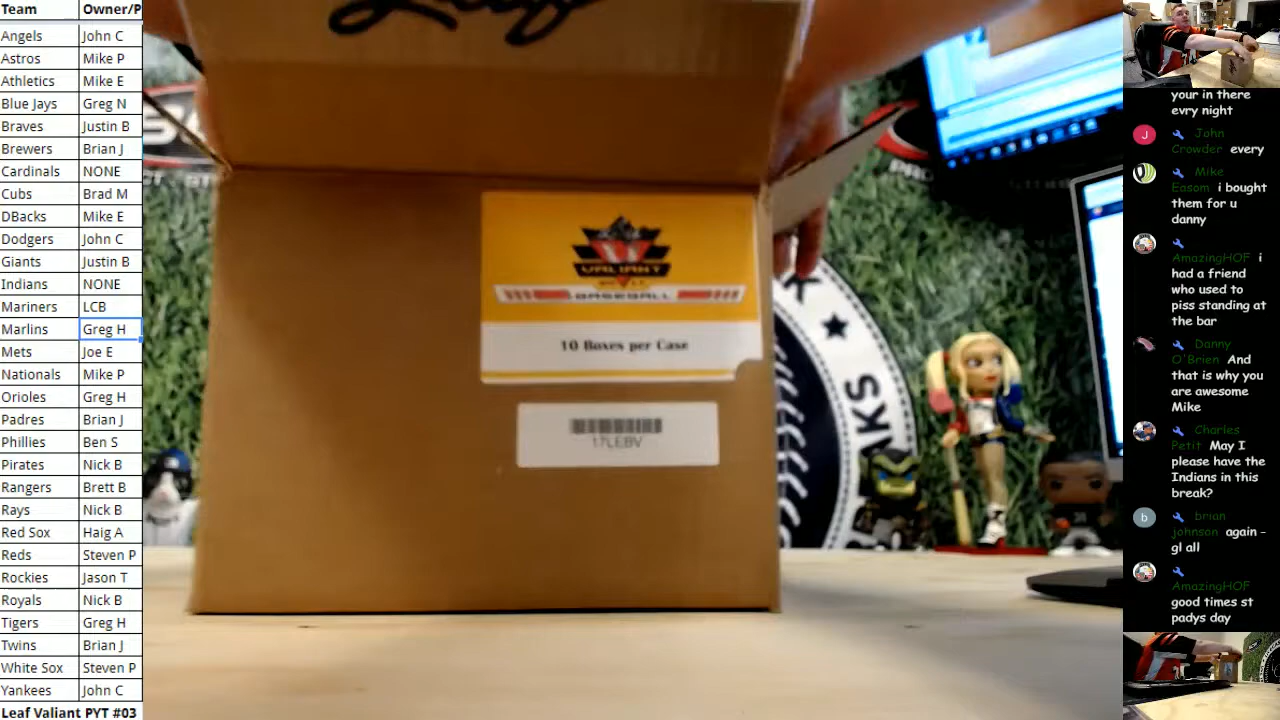 Team Owner/P
Angels John C
Astros Mike P
Athletics Mike E
Blue Jays Greg N
Braves Justin B
Brewers Brian J
Cardinals NONE
Cubs Brad M
DBacks Mike E
Dodgers John C
Giants Justin B
Indians NONE
Mariners LCB
Marlins Greg H
Mets Joe E
Nationals Mike P
Orioles Greg H
Padres Brian J
Phillies Ben S
Pirates Nick B
Rangers Brett B
Rays Nick B
Red Sox Haig A
Reds Steven P
Rockies Jason T
Royals Nick B
Tigers Greg H
Twins Brian J
White Sox Steven P
Yankees John C
Leaf Valiant PYT #03
VALIANT
BASEBALL
10 Boxes per Case
17LEBV
AKS
your in there
evry night
John
Crowder every
Mike
Easom i bought
them for u
danny
AmazingHOF i
had a friend
who used to
piss standing at
the bar
Danny
O'Brien And
that is why you
are awesome
Mike
Charles
Petit May I
please have the
Indians in this
break?
b
brian
johnson again -
gl all
AmazingHOF
good times st
padys day